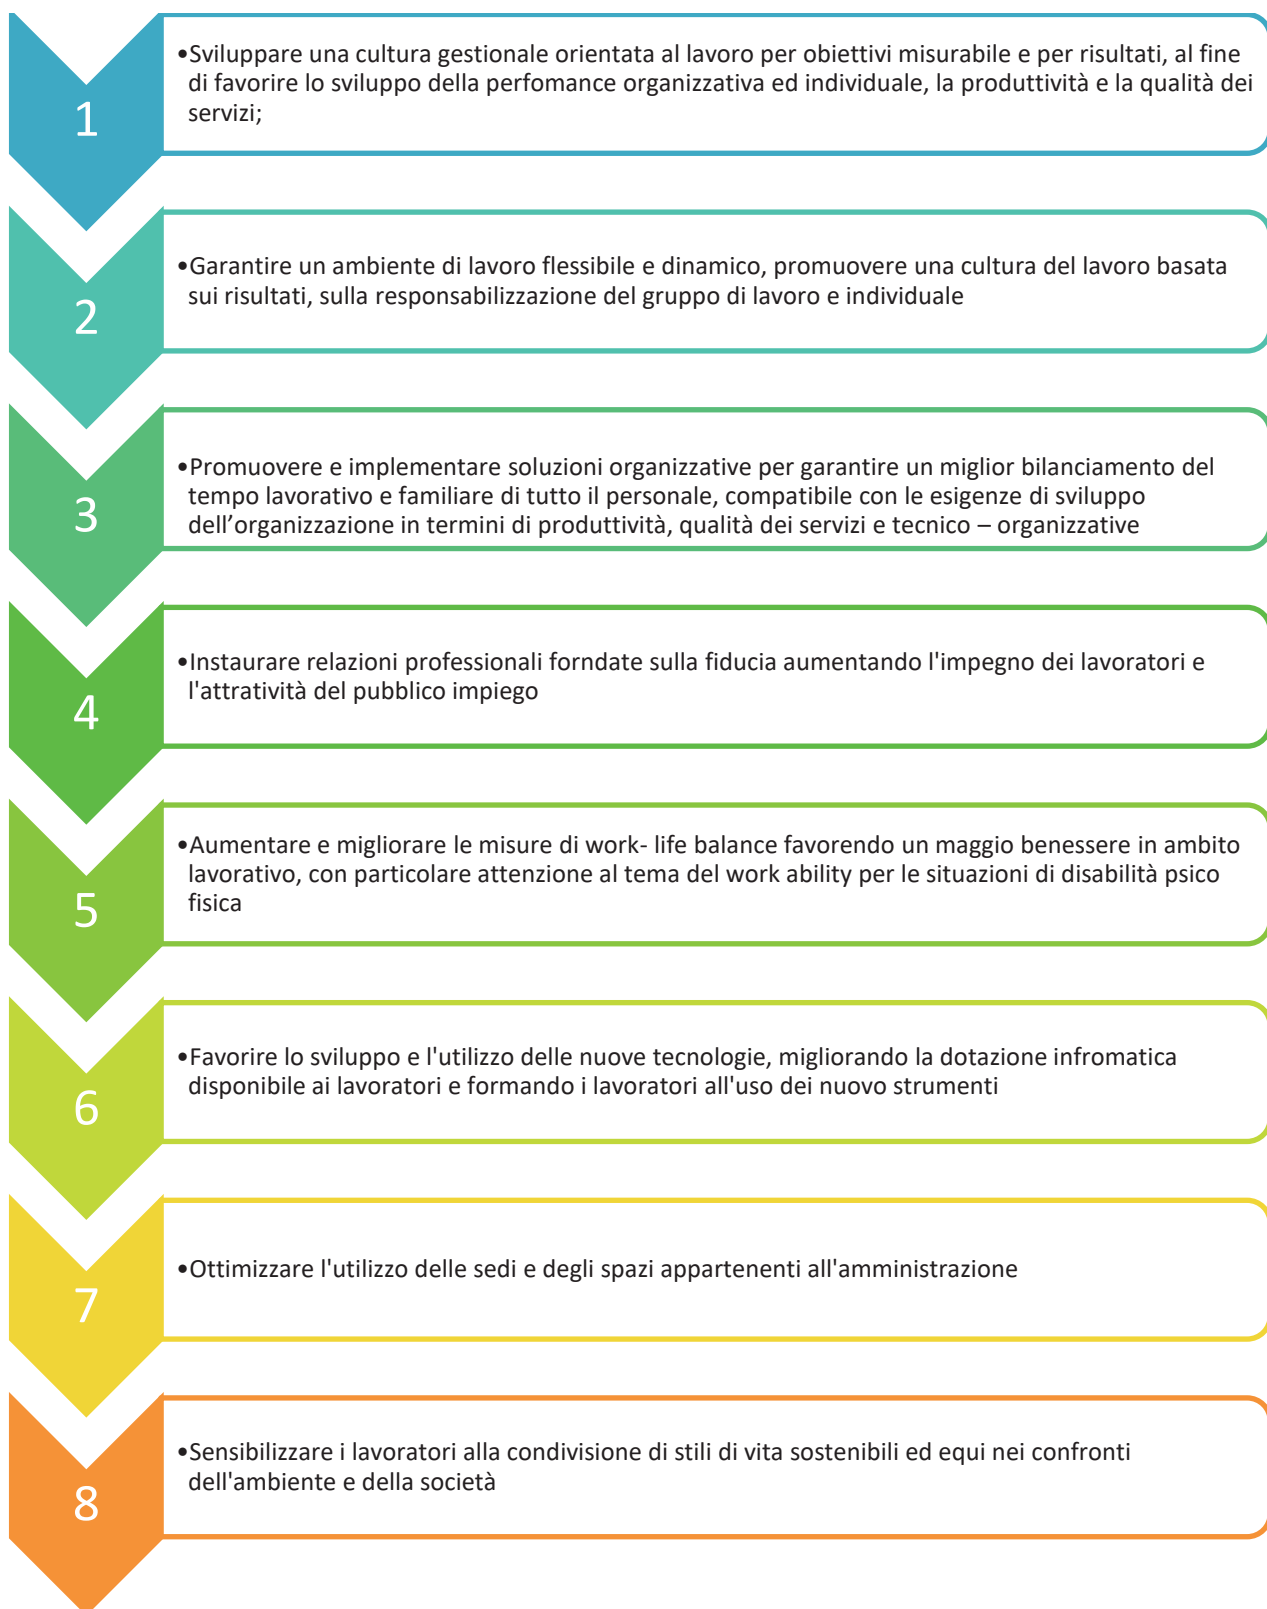 1
•Sviluppare una cultura gestionale orientata al lavoro per obiettivi misurabile e per risultati, al fine
di favorire lo sviluppo della perfomance organizzativa ed individuale, la produttività e la qualità dei
servizi;
2
•Garantire un ambiente di lavoro flessibile e dinamico, promuovere una cultura del lavoro basata
sui risultati, sulla responsabilizzazione del gruppo di lavoro e individuale
3
•Promuovere e implementare soluzioni organizzative per garantire un miglior bilanciamento del
tempo lavorativo e familiare di tutto il personale, compatibile con le esigenze di sviluppo
dell’organizzazione in termini di produttività, qualità dei servizi e tecnico – organizzative
4
•Instaurare relazioni professionali forndate sulla fiducia aumentando l'impegno dei lavoratori e
l'attratività del pubblico impiego
5
•Aumentare e migliorare le misure di work- life balance favorendo un maggio benessere in ambito
lavorativo, con particolare attenzione al tema del work ability per le situazioni di disabilità psico
fisica
6
•Favorire lo sviluppo e l'utilizzo delle nuove tecnologie, migliorando la dotazione infromatica
disponibile ai lavoratori e formando i lavoratori all'uso dei nuovo strumenti
7
•Ottimizzare l'utilizzo delle sedi e degli spazi appartenenti all'amministrazione
8
•Sensibilizzare i lavoratori alla condivisione di stili di vita sostenibili ed equi nei confronti
dell'ambiente e della società